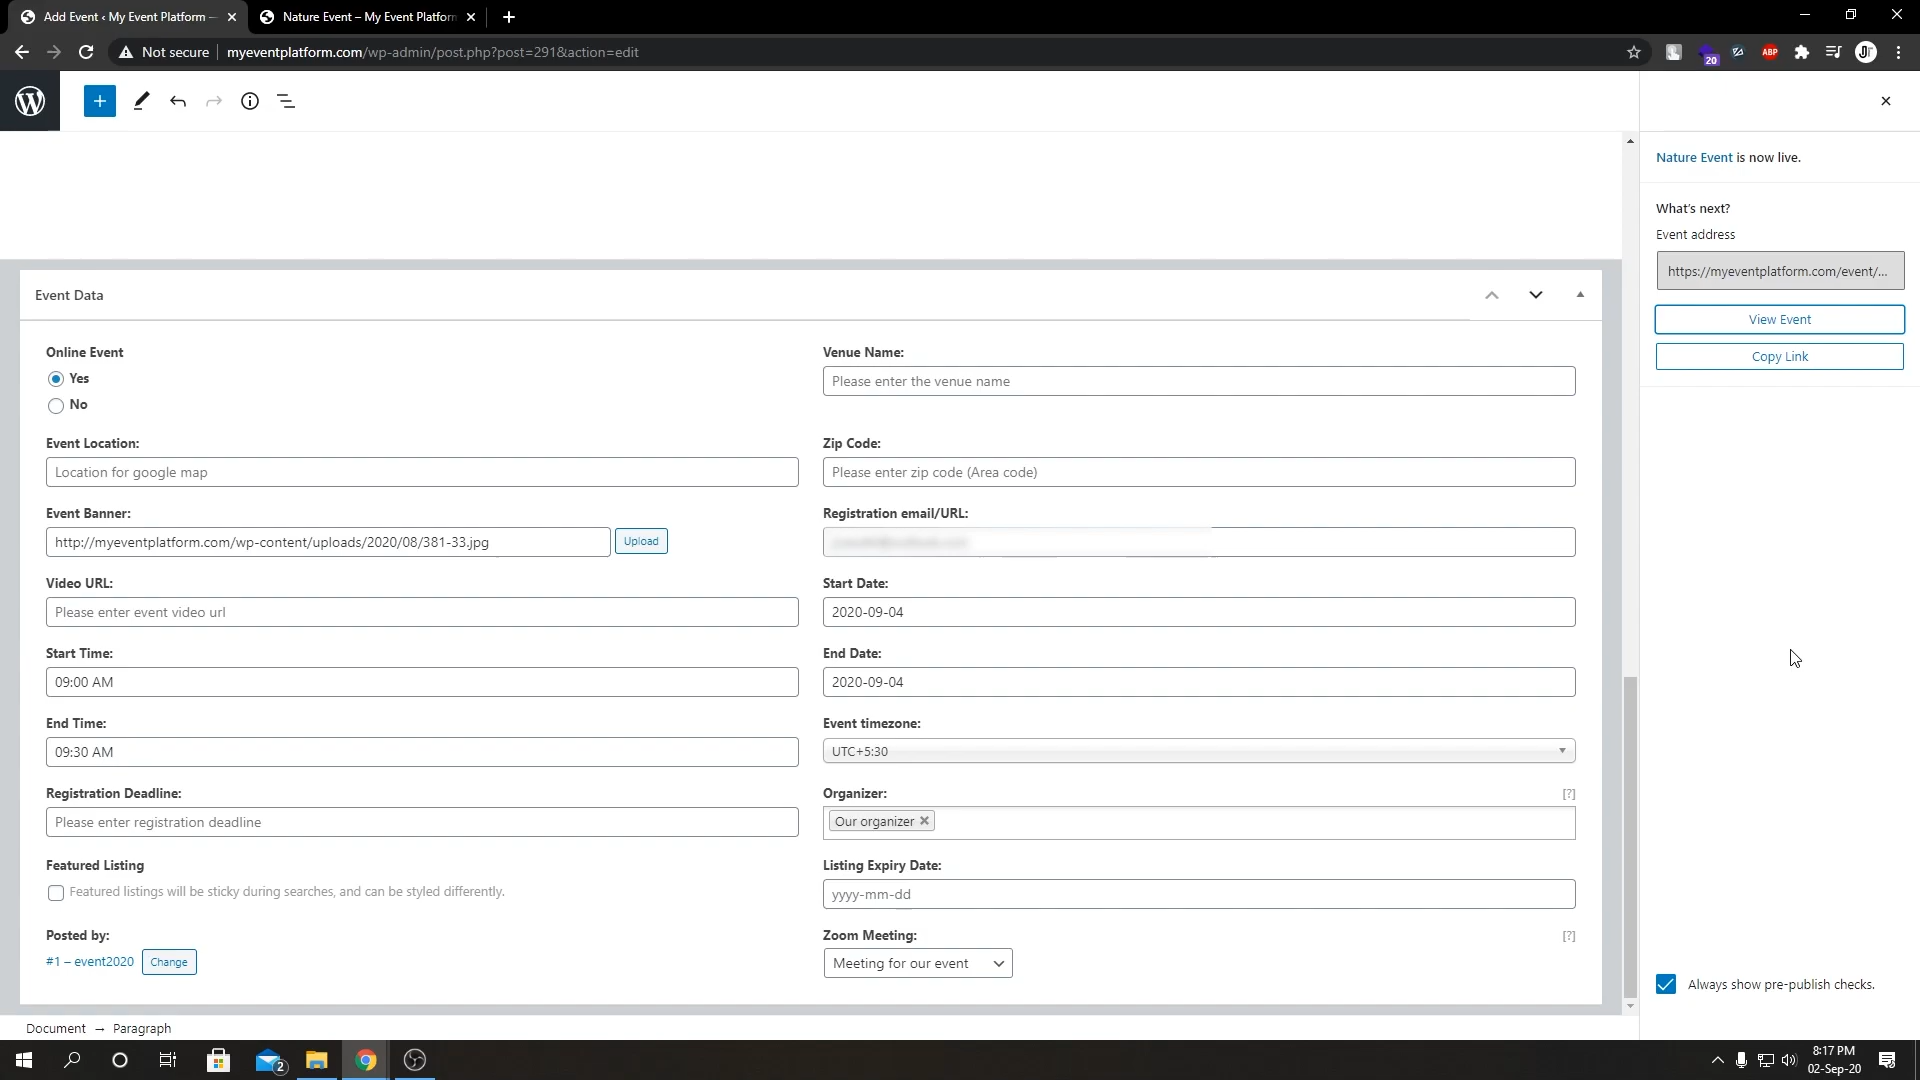 Add Event ‹ My Event Platform —
Nature Event – My Event Platform
Not secure
myeventplatform.com/wp-admin/post.php?post=291&action=edit
20
ABP
Nature Event is now live.
What's next?
Event address
https://myeventplatform.com/event/...
View Event
Copy Link
Event Data
Online Event
Yes
No
Venue Name:
Please enter the venue name
Event Location:
Location for google map
Zip Code:
Please enter zip code (Area code)
Event Banner:
http://myeventplatform.com/wp-content/uploads/2020/08/381-33.jpg
Upload
Registration email/URL:
Video URL:
Please enter event video url
Start Date:
2020-09-04
Start Time:
09:00 AM
End Date:
2020-09-04
End Time:
09:30 AM
Event timezone:
UTC+5:30
Registration Deadline:
Please enter registration deadline
Organizer:
[?]
Our organizer
Featured Listing
Featured listings will be sticky during searches, and can be styled differently.
Listing Expiry Date:
yyyy-mm-dd
Posted by:
#1 – event2020
Change
Zoom Meeting:
[?]
Meeting for our event
Always show pre-publish checks.
Document → Paragraph
2
8:17 PM
02-Sep-20